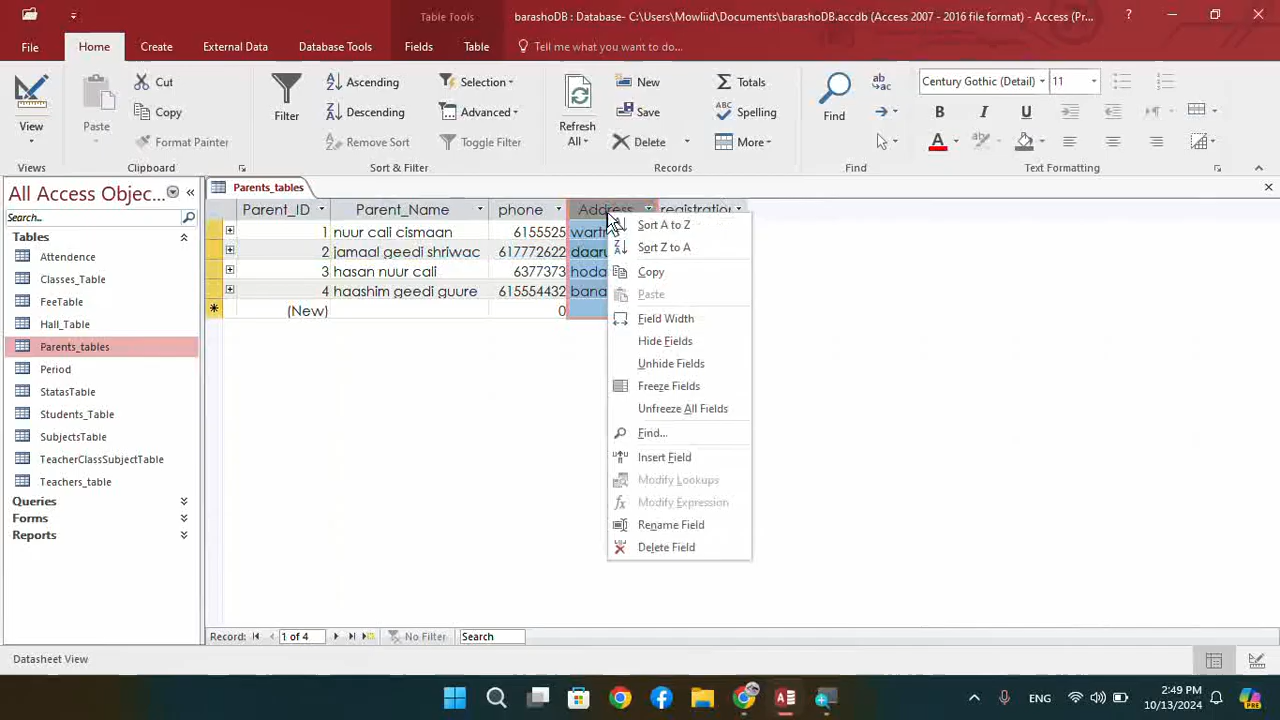 Table Tools
barashoDB : Database- C:\Users\Mowliid\Documents\barashoDB.accdb (Access 2007 - 2016 file format) - Access (Pr...
File
Home
Create
External Data
Database Tools
Fields
Table
Tell me what you want to do...
View
Paste
Cut
Copy
Format Painter
Filter
Ascending
Descending
Remove Sort
Selection
Advanced
Toggle Filter
Refresh
All
New
Save
Delete
Totals
Spelling
More
Find
Century Gothic (Detail)
11
B I U
Views
Clipboard
Sort & Filter
Records
Find
Text Formatting
All Access Objec...
Search...
Tables
Attendence
Classes_Table
FeeTable
Hall_Table
Parents_tables
Period
StatasTable
Students_Table
SubjectsTable
TeacherClassSubjectTable
Teachers_table
Queries
Forms
Reports
Parents_tables
Parent_ID Parent_Name phone Address registration
1 nuur cali cismaan 6155525
2 jamaal geedi shriwac 617772622 daaru
3 hasan nuur cali 6377373 hoda
4 haashim geedi guure 615554432 bana
(New) 0
Sort A to Z
Sort Z to A
Copy
Paste
Field Width
Hide Fields
Unhide Fields
Freeze Fields
Unfreeze All Fields
Find...
Insert Field
Modify Lookups
Modify Expression
Rename Field
Delete Field
Record: 1 of 4 No Filter Search
Datasheet View
ENG
2:49 PM
10/13/2024